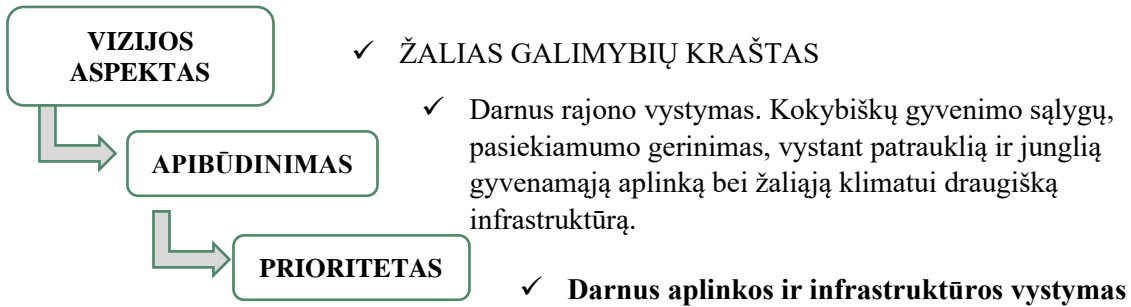 VIZIJOS
ASPEKTAS
✓ ŽALIAS GALIMYBIŲ KRAŠTAS
APIBŪDINIMAS
✓ Darnus rajono vystymas. Kokybiškų gyvenimo sąlygų,
pasiekiamumo gerinimas, vystant patrauklią ir junglią
gyvenamąją aplinką bei žaliąją klimatui draugišką
infrastruktūrą.
PRIORITETAS
✓ Darnus aplinkos ir infrastruktūros vystymas